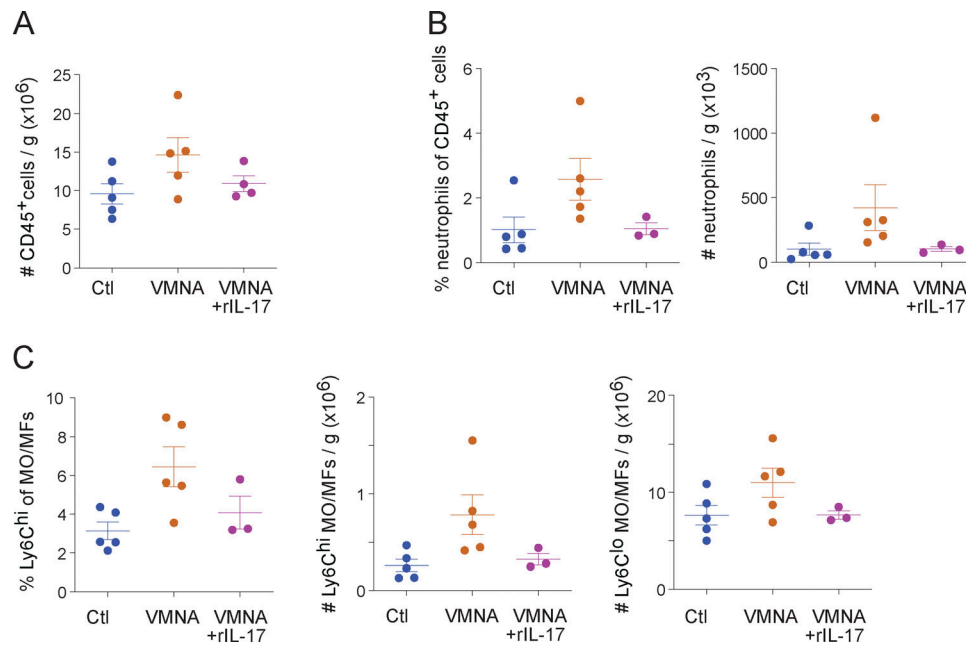 A
# CD45⁺cells / g (x10⁶)
25
20
15
10
5
0
Ctl
VMNA
VMNA
+rIL-17
B
% neutrophils of CD45⁺ cells
6
4
2
0
Ctl
VMNA
VMNA
+rIL-17
# neutrophils / g (x10³)
1500
1000
500
0
Ctl
VMNA
VMNA
+rIL-17
C
% Ly6Cʰⁱ of MO/MFs
10
8
6
4
2
0
Ctl
VMNA
VMNA
+rIL-17
# Ly6Cʰⁱ MO/MFs / g (x10⁶)
2
1
0
Ctl
VMNA
VMNA
+rIL-17
# Ly6Cˡᵒ MO/MFs / g (x10⁶)
20
10
0
Ctl
VMNA
VMNA
+rIL-17